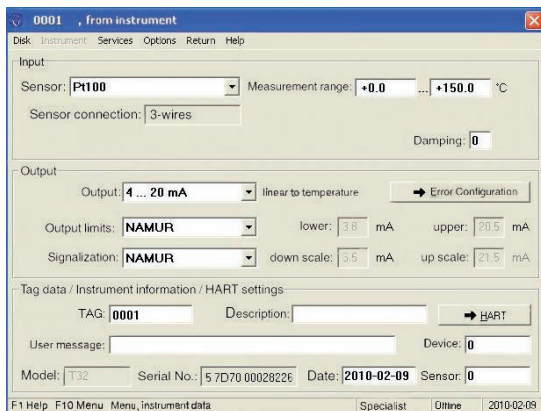 0001 , from instrument
Disk Instrument Services Options Return Help
Input
Sensor: Pt100 Measurement range: +0.0 ... +150.0 °C
Sensor connection: 3-wires
Damping: 0
Output
Output: 4 ... 20 mA linear to temperature → Error Configuration
Output limits: NAMUR lower: 3.8 mA upper: 20.5 mA
Signalization: NAMUR down scale: 3.5 mA up scale: 21.5 mA
Tag data / Instrument information / HART settings
TAG: 0001 Description: → HART
User message: Device: 0
Model: T32 Serial No.: 5 7D70 00028226 Date: 2010-02-09 Sensor: 0
F1 Help F10 Menu Menu, instrument data Specialist Offline 2010-02-09